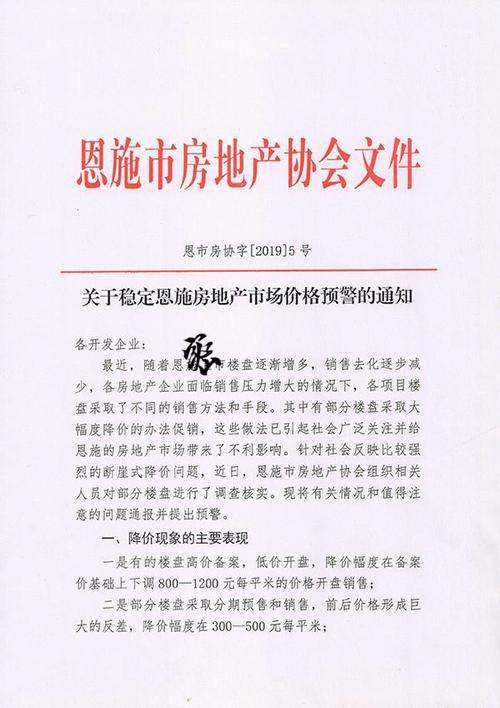 恩施市房地产协会文件
恩市房协字[2019]5号
关于稳定恩施房地产市场价格预警的通知
各开发企业：
最近，随着恩市楼盘逐渐增多，销售去化逐步减
少，各房地产企业面临销售压力增大的情况下，各项目楼
盘采取了不同的销售方法和手段。其中有部分楼盘采取大
幅度降价的办法促销，这些做法已引起社会广泛关注并给
恩施的房地产市场带来了不利影响。针对社会反映比较强
烈的断崖式降价问题，近日，恩施市房地产协会组织相关
人员对部分楼盘进行了调查核实。现将有关情况和值得注
意的问题通报并提出预警。
一、降价现象的主要表现
一是有的楼盘高价备案，低价开盘，降价幅度在备案
价基础上下调800—1200元每平米的价格开盘销售；
二是部分楼盘采取分期预售和销售，前后价格形成巨
大的反差，降价幅度在300—500元每平米；